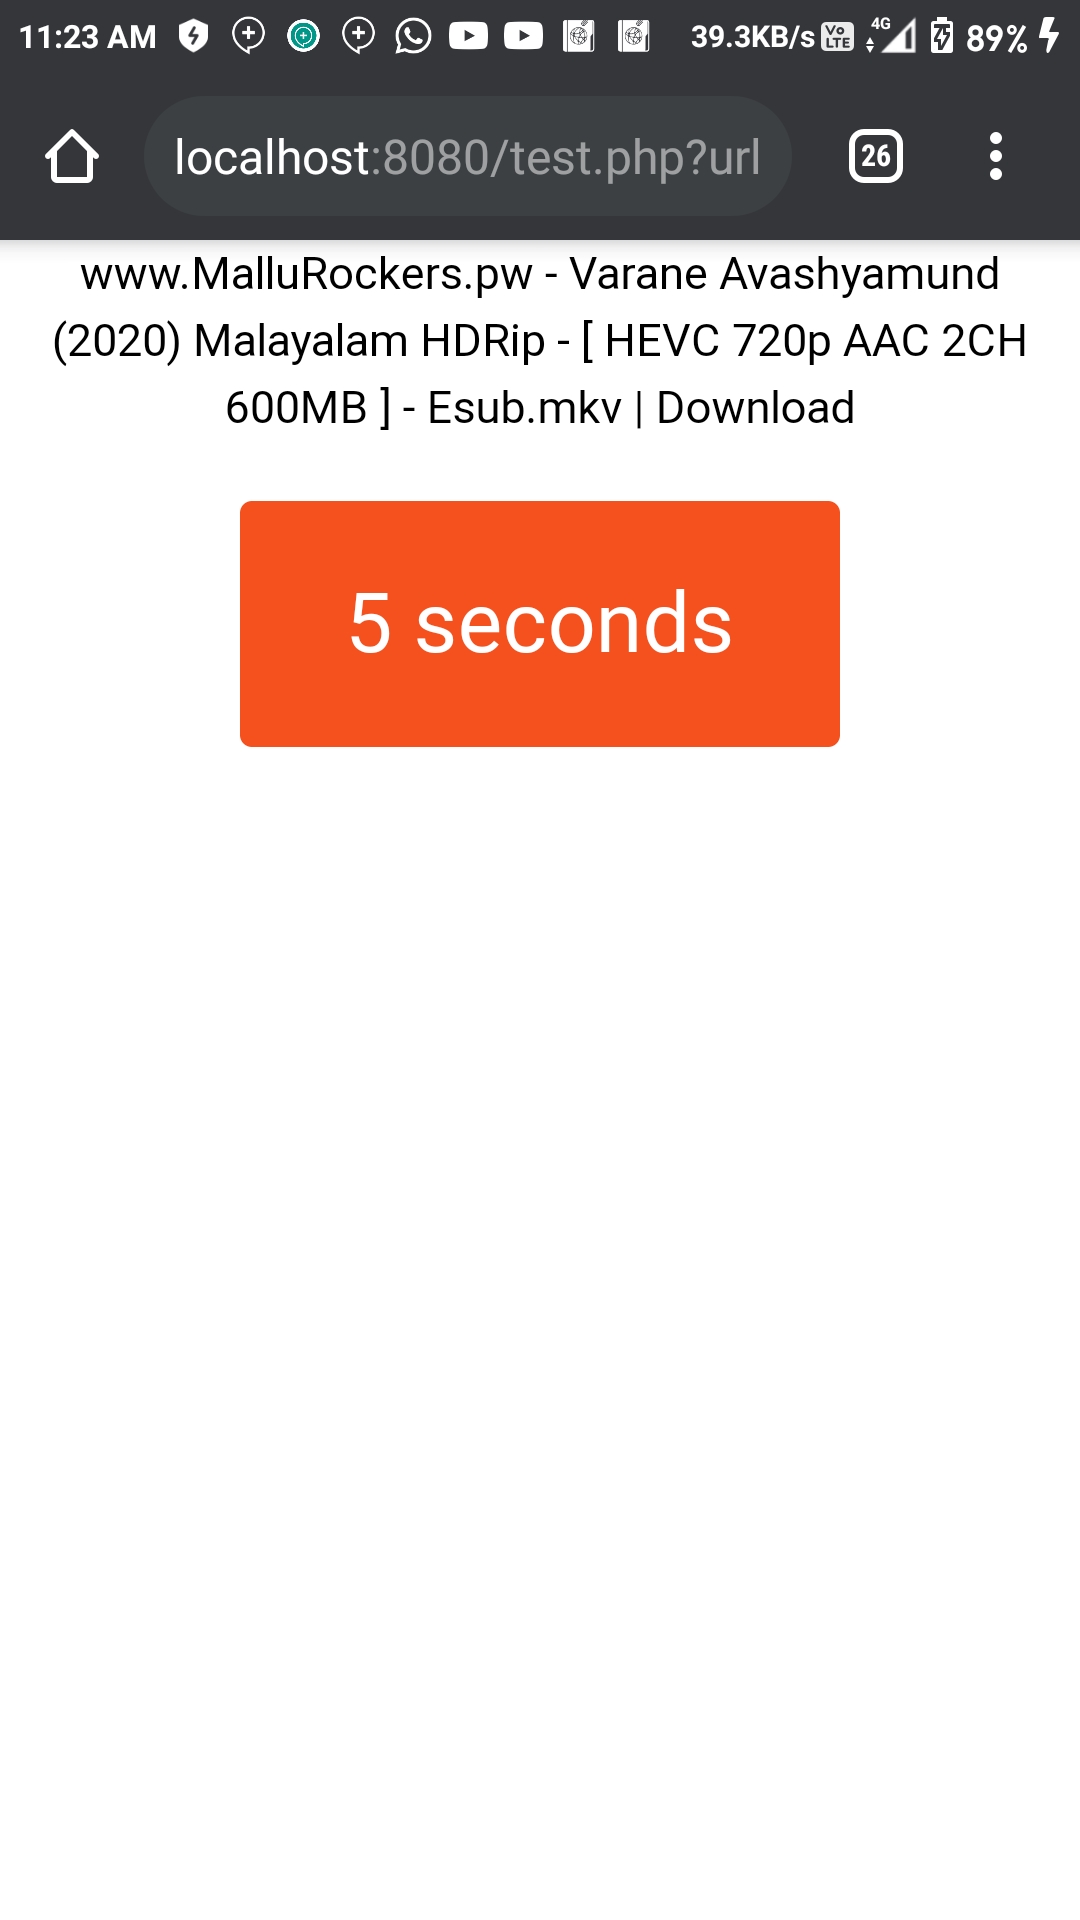 11:23 AM 39.3KB/s Vo LTE 4G 89%
localhost:8080/test.php?url 26
www.MalluRockers.pw - Varane Avashyamund
(2020) Malayalam HDRip - [ HEVC 720p AAC 2CH
600MB ] - Esub.mkv | Download
5 seconds